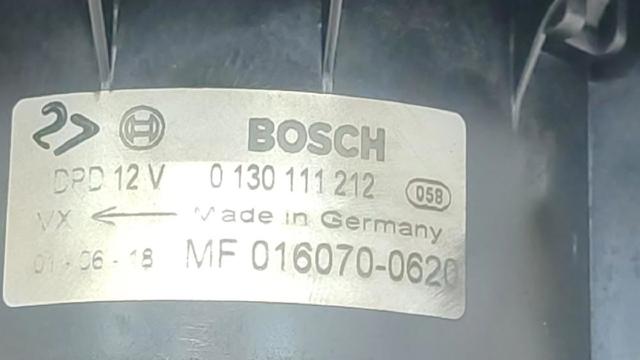 BOSCH
DPD 12 V 0 130 111 212 058
VX Made in Germany
01-06-18 MF 016070-0620